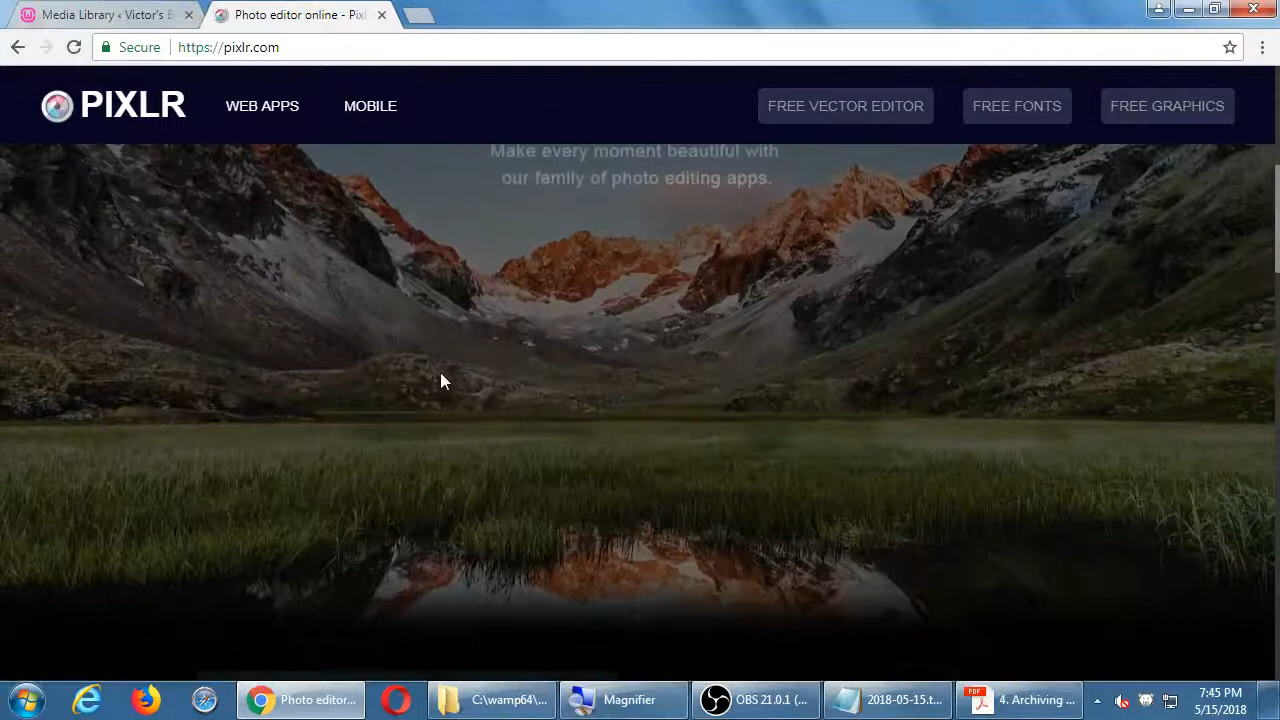 Media Library ‹ Victor's B
Photo editor online - Pixl
Secure
https://pixlr.com
PIXLR
WEB APPS
MOBILE
FREE VECTOR EDITOR
FREE FONTS
FREE GRAPHICS
Make every moment beautiful with
our family of photo editing apps.
Photo editor...
C:\wamp64\...
Magnifier
OBS 21.0.1 (...
2018-05-15.t...
PDF
4. Archiving ...
7:45 PM
5/15/2018